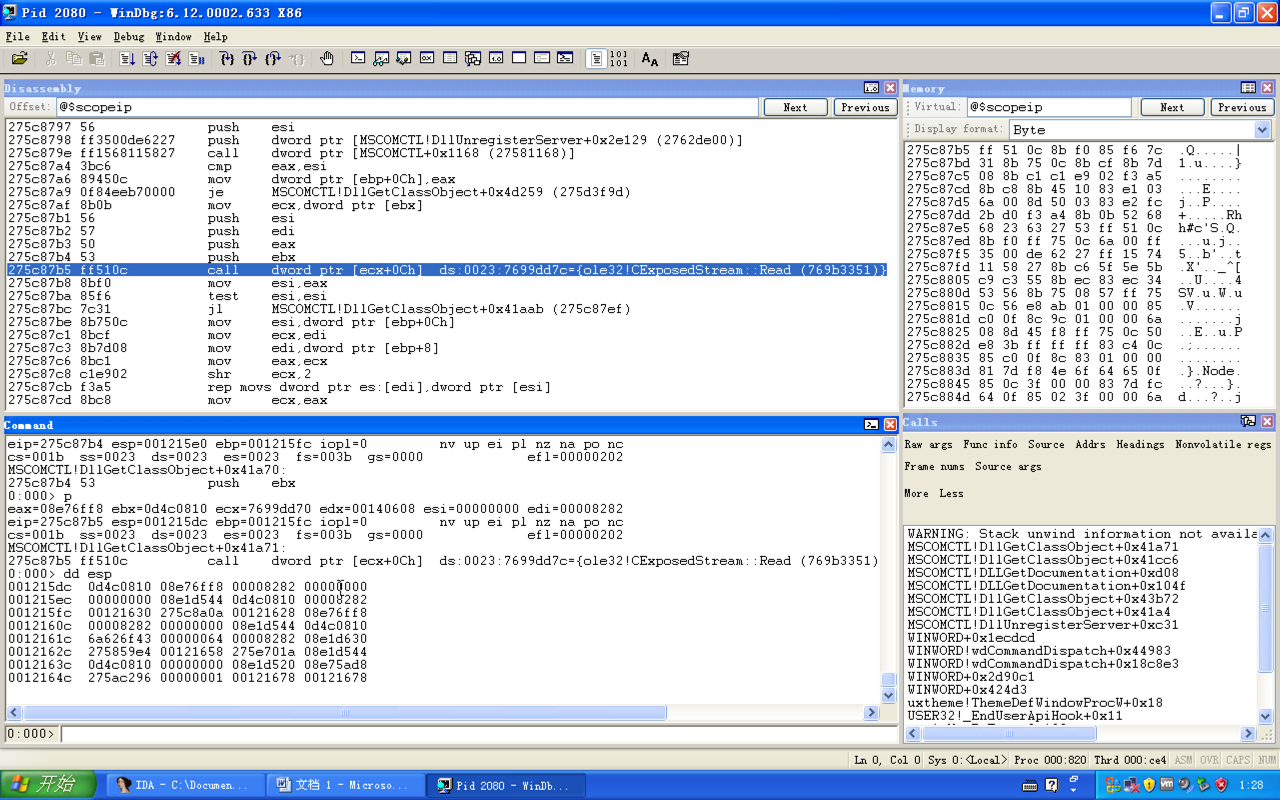 Pid 2080 - WinDbg:6.12.0002.633 X86
File Edit View Debug Window Help
Disassembly
Offset: @$scopeip Next Previous
275c8797 56 push esi
275c8798 ff3500de6227 push dword ptr [MSCOMCTL!DllUnregisterServer+0x2e129 (2762de00)]
275c879e ff1568115827 call dword ptr [MSCOMCTL+0x1168 (27581168)]
275c87a4 3bc6 cmp eax,esi
275c87a6 89450c mov dword ptr [ebp+0Ch],eax
275c87a9 0f84eeb70000 je MSCOMCTL!DllGetClassObject+0x4d259 (275d3f9d)
275c87af 8b0b mov ecx,dword ptr [ebx]
275c87b1 56 push esi
275c87b2 57 push edi
275c87b3 50 push eax
275c87b4 53 push ebx
275c87b5 ff510c call dword ptr [ecx+0Ch] ds:0023:7699dd7c={ole32!CExposedStream::Read (769b3351)}
275c87b8 8bf0 mov esi,eax
275c87ba 85f6 test esi,esi
275c87bc 7c31 jl MSCOMCTL!DllGetClassObject+0x41aab (275c87ef)
275c87be 8b750c mov esi,dword ptr [ebp+0Ch]
275c87c1 8bcf mov ecx,edi
275c87c3 8b7d08 mov edi,dword ptr [ebp+8]
275c87c6 8bc1 mov eax,ecx
275c87c8 c1e902 shr ecx,2
275c87cb f3a5 rep movs dword ptr es:[edi],dword ptr [esi]
275c87cd 8bc8 mov ecx,eax
Memory
Virtual: @$scopeip Next Previous
Display format: Byte
275c87b5 ff 51 0c 8b f0 85 f6 7c .Q.....|
275c87bd 31 8b 75 0c 8b cf 8b 7d 1.u....}
275c87c5 08 8b c1 c1 e9 02 f3 a5 ........
275c87cd 8b c8 8b 45 10 83 e1 03 ...E....
275c87d5 6a 00 8d 50 03 83 e2 fc j..P....
275c87dd 2b d0 f3 a4 8b 0b 52 68 +.....Rh
275c87e5 68 23 63 27 53 ff 51 0c h#c'S.Q.
275c87ed 8b f0 ff 75 0c 6a 00 ff ...u.j..
275c87f5 35 00 de 62 27 ff 15 74 5..b'..t
275c87fd 11 58 27 8b c6 5f 5e 5b .X'.._^[
275c8805 c9 c3 55 8b ec 83 ec 34 ..U....4
275c880d 53 56 8b 75 08 57 ff 75 SV.u.W.u
275c8815 0c 56 e8 ab 01 00 00 85 .V......
275c881d c0 0f 8c 9c 01 00 00 6a .......j
275c8825 08 8d 45 f8 ff 75 0c 50 ..E..u.P
275c882d e8 3b ff ff ff 83 c4 0c .;......
275c8835 85 c0 0f 8c 83 01 00 00 ........
275c883d 81 7d f8 4e 6f 64 65 0f .}.Node.
275c8845 85 0c 3f 00 00 83 7d fc ..?...}.
275c884d 64 0f 85 02 3f 00 00 6a d...?..j
Command
eip=275c87b4 esp=001215e0 ebp=001215fc iopl=0 nv up ei pl nz na po nc
cs=001b ss=0023 ds=0023 es=0023 fs=003b gs=0000 efl=00000202
MSCOMCTL!DllGetClassObject+0x41a70:
275c87b4 53 push ebx
0:000> p
eax=08e76ff8 ebx=0d4c0810 ecx=7699dd70 edx=00140608 esi=00000000 edi=00008282
eip=275c87b5 esp=001215dc ebp=001215fc iopl=0 nv up ei pl nz na po nc
cs=001b ss=0023 ds=0023 es=0023 fs=003b gs=0000 efl=00000202
MSCOMCTL!DllGetClassObject+0x41a71:
275c87b5 ff510c call dword ptr [ecx+0Ch] ds:0023:7699dd7c={ole32!CExposedStream::Read (769b3351)
0:000> dd esp
001215dc 0d4c0810 08e76ff8 00008282 00000000
001215ec 00000000 08e1d544 0d4c0810 00008282
001215fc 00121630 275c8a0a 00121628 08e76ff8
0012160c 00008282 00000000 08e1d544 0d4c0810
0012161c 6a626f43 00000064 00008282 08e1d630
0012162c 275859e4 00121658 275e701a 08e1d544
0012163c 0d4c0810 00000000 08e1d520 08e75ad8
0012164c 275ac296 00000001 00121678 00121678
0:000>
Calls
Raw args Func info Source Addrs Headings Nonvolatile regs
Frame nums Source args
More Less
WARNING: Stack unwind information not availa
MSCOMCTL!DllGetClassObject+0x41a71
MSCOMCTL!DllGetClassObject+0x41cc6
MSCOMCTL!DLLGetDocumentation+0xd08
MSCOMCTL!DLLGetDocumentation+0x104f
MSCOMCTL!DllGetClassObject+0x43b72
MSCOMCTL!DllGetClassObject+0x41a4
MSCOMCTL!DllUnregisterServer+0xc31
WINWORD+0x1ecdcd
WINWORD!wdCommandDispatch+0x44983
WINWORD!wdCommandDispatch+0x18c8e3
WINWORD+0x2d90c1
WINWORD+0x424d3
uxtheme!ThemeDefWindowProcW+0x18
USER32!_EndUserApiHook+0x11
Ln 0, Col 0 Sys 0:<Local> Proc 000:820 Thrd 000:ce4 ASM OVR CAPS NUM
开始 IDA - C:\Documen... 文档 1 - Microso... Pid 2080 - WinDb... 1:28